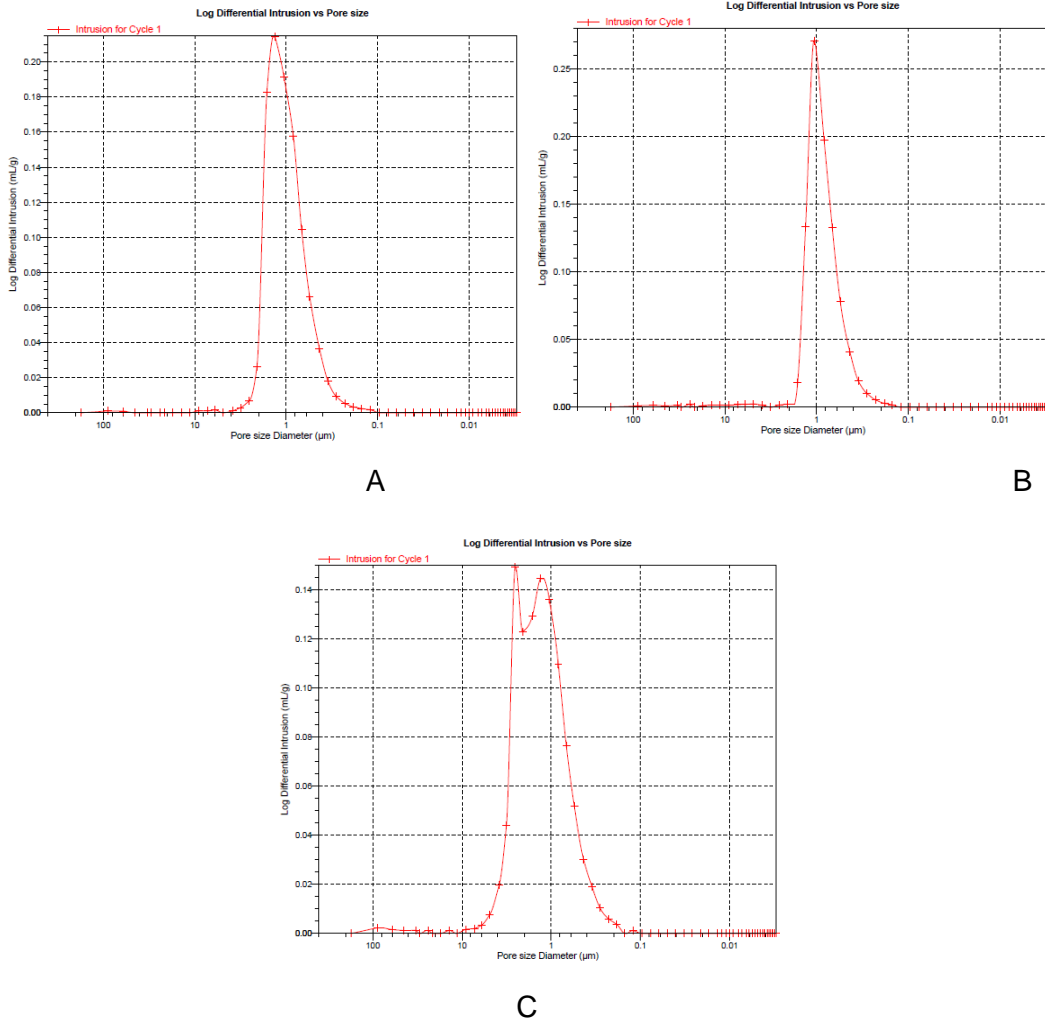 Log Differential Intrusion vs Pore size
Intrusion for Cycle 1
Log Differential Intrusion (mL/g)
0.20
0.18
0.16
0.14
0.12
0.10
0.08
0.06
0.04
0.02
0.00
100
10
1
0.1
0.01
Pore size Diameter (µm)
A
Log Differential Intrusion vs Pore size
Intrusion for Cycle 1
Log Differential Intrusion (mL/g)
0.25
0.20
0.15
0.10
0.05
0.00
100
10
1
0.1
0.01
Pore size Diameter (µm)
B
Log Differential Intrusion vs Pore size
Intrusion for Cycle 1
Log Differential Intrusion (mL/g)
0.14
0.12
0.10
0.08
0.06
0.04
0.02
0.00
100
10
1
0.1
0.01
Pore size Diameter (µm)
C